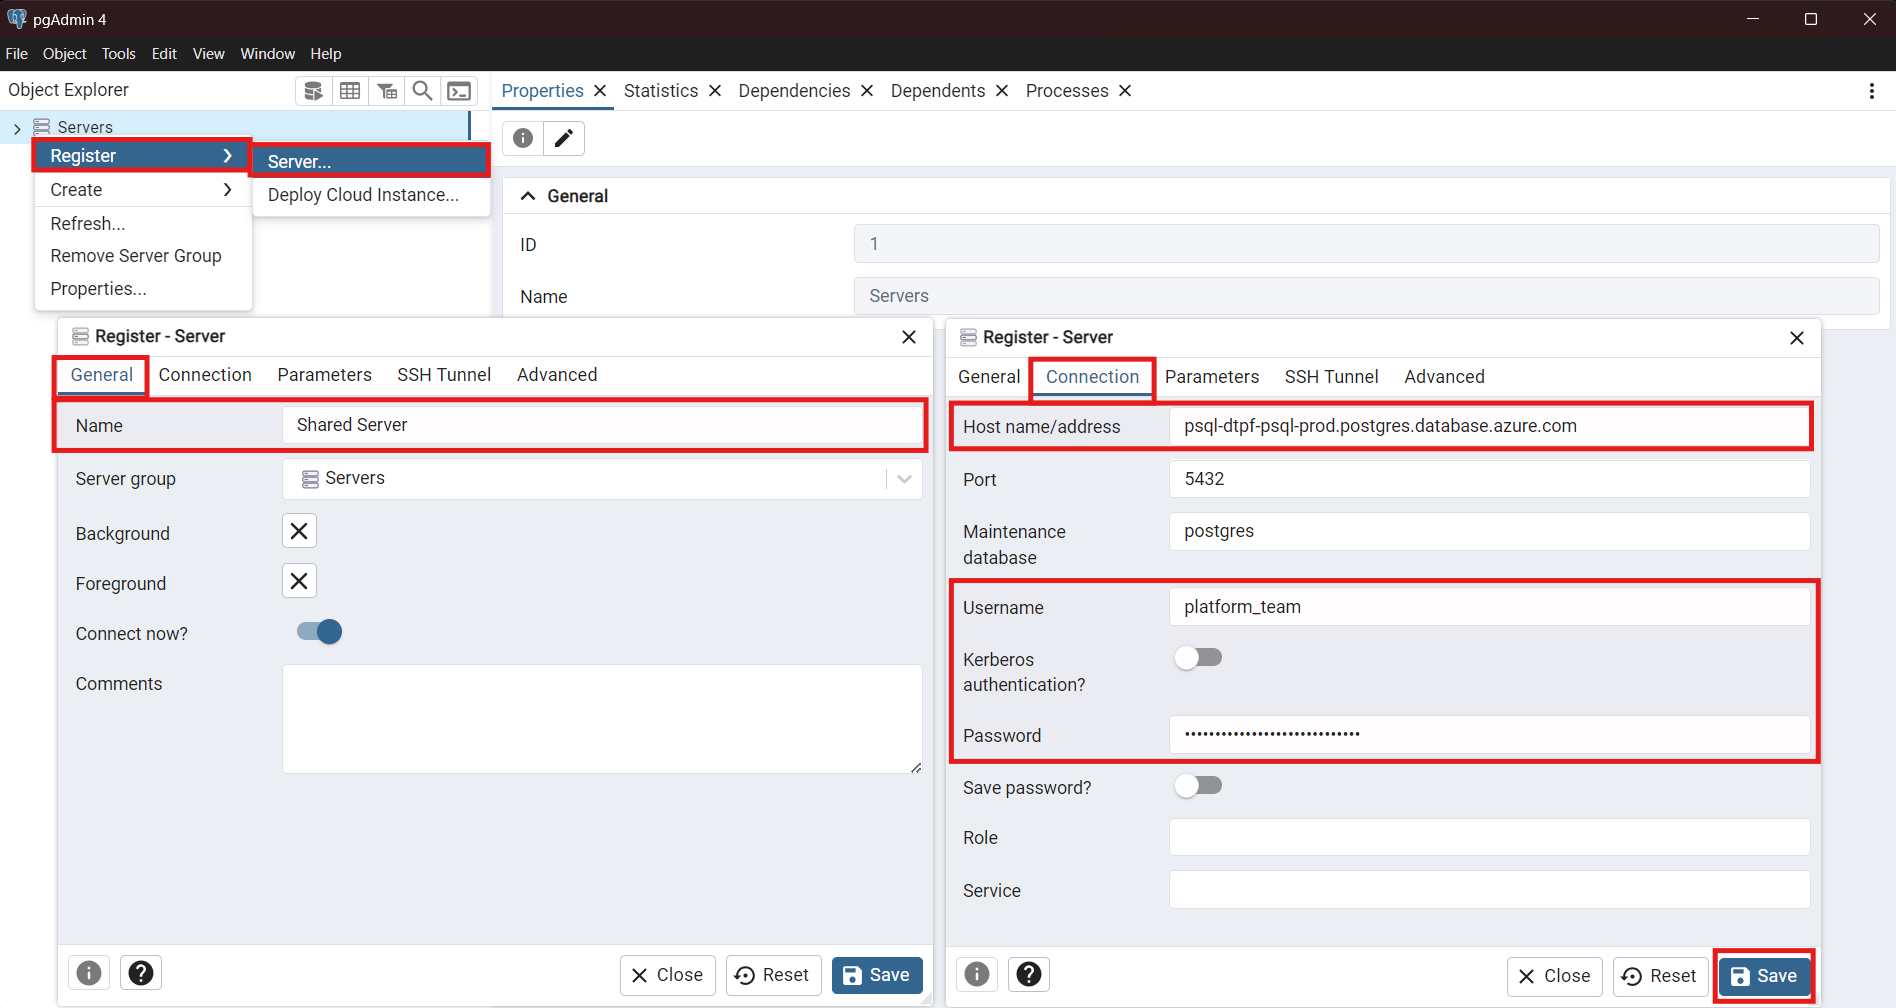 pgAdmin 4
File Object Tools Edit View Window Help
Object Explorer
Properties Statistics Dependencies Dependents Processes
Servers
Register
Create
Refresh...
Remove Server Group
Properties...
Server...
Deploy Cloud Instance...
General
ID 1
Name Servers
Register - Server
General Connection Parameters SSH Tunnel Advanced
Name Shared Server
Server group Servers
Background
Foreground
Connect now?
Comments
Close Reset Save
Register - Server
General Connection Parameters SSH Tunnel Advanced
Host name/address psql-dtpf-psql-prod.postgres.database.azure.com
Port 5432
Maintenance
database
postgres
Username platform_team
Kerberos
authentication?
Password •••••••••••••••••••••••••••••
Save password?
Role
Service
Close Reset Save